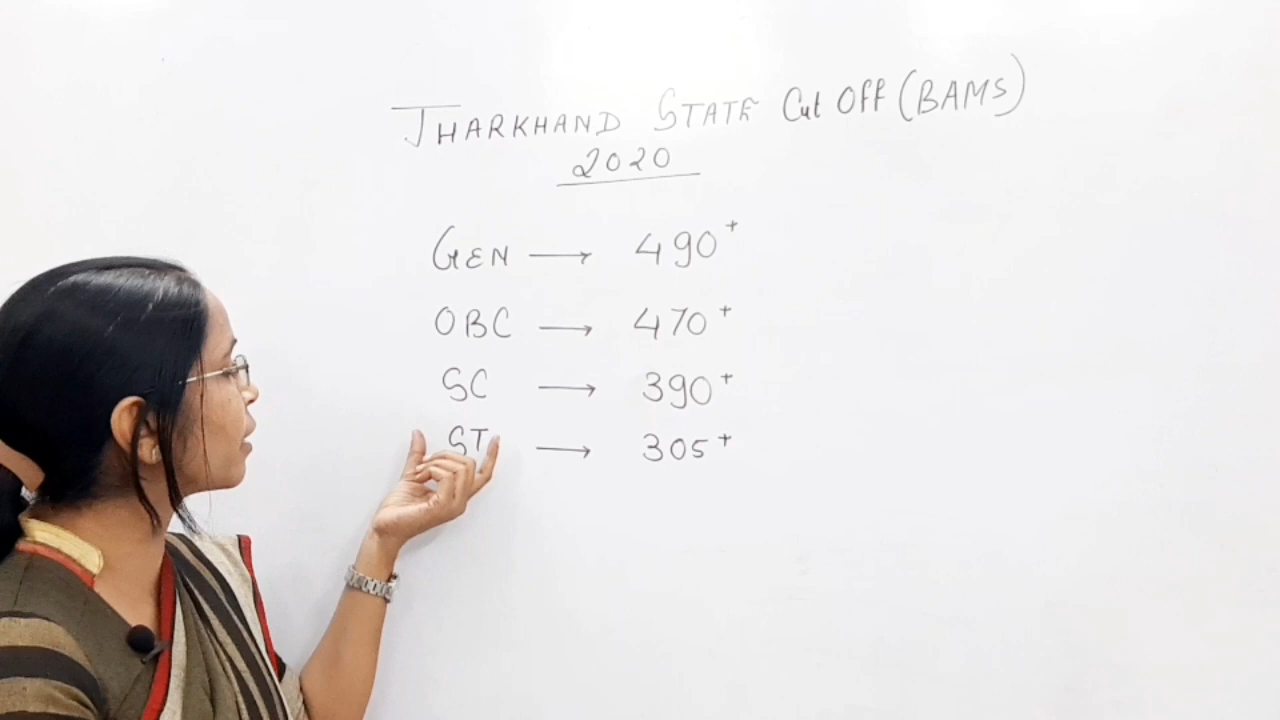 JHARKHAND STATE Cut Off (BAMS)
2020
GEN → 490+
OBC → 470+
SC → 390+
ST → 305+